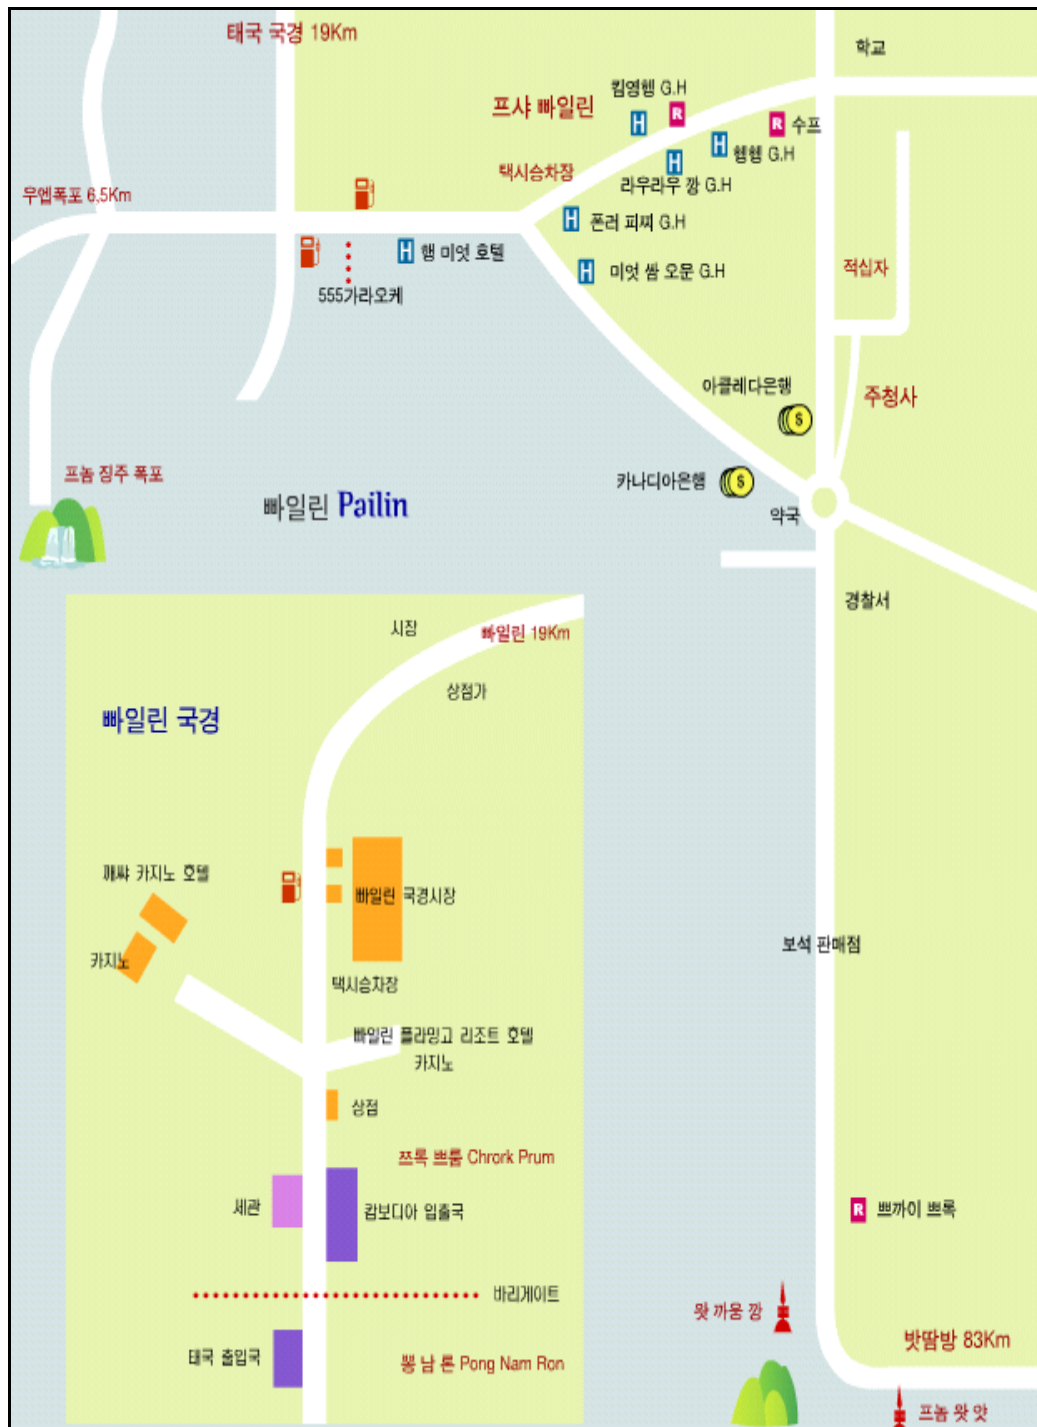 태국 국경 19Km
학교
킴영헹 G.H
프샤 빠일린
R
H
R
수프
H
헹헹 G.H
택시승차장
H
라우라우 깡 G.H
우엡폭포 6,5Km
H
폰러 피찌 G.H
H
행 미엇 호텔
H
미엇 쌈 오문 G.H
적십자
555가라오케
아클레다은행
주청사
$
프놈 징주 폭포
카나디아은행
$
빠일린 Pailin
약국
경찰서
시장
빠일린 19Km
상점가
빠일린 국경
깨쌰 카지노 호텔
빠일린 국경시장
카지노
보석 판매점
택시승차장
빠일린 플라밍고 리조트 호텔
카지노
상점
쯔록 쁘룸 Chrork Prum
세관
캄보디아 입출국
R
쁘까이 쁘록
바리게이트
왓 까웅 깡
태국 출입국
뽕 남 론 Pong Nam Ron
밧땀방 83Km
프놈 왓 얏